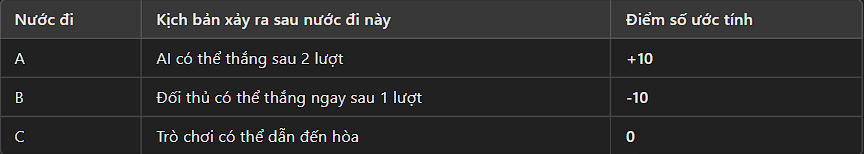 Nước đi Kịch bản xảy ra sau nước đi này Điểm số ước tính
A AI có thể thắng sau 2 lượt +10
B Đối thủ có thể thắng ngay sau 1 lượt -10
C Trò chơi có thể dẫn đến hòa 0